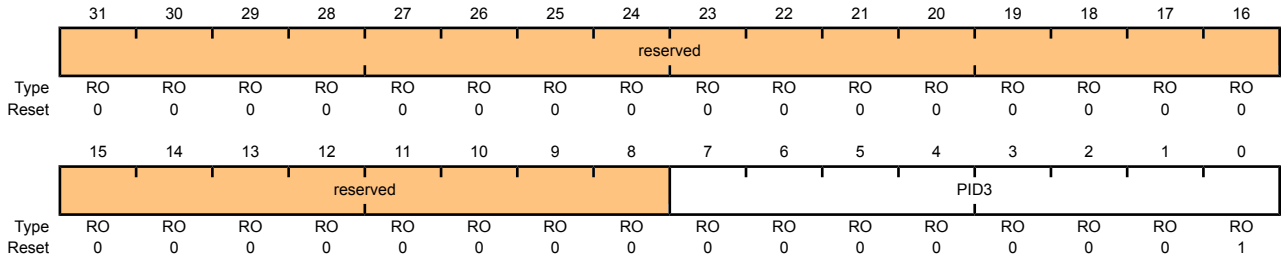 31 30 29 28 27 26 25 24 23 22 21 20 19 18 17 16
reserved
Type RO RO RO RO RO RO RO RO RO RO RO RO RO RO RO RO
Reset 0 0 0 0 0 0 0 0 0 0 0 0 0 0 0 0
15 14 13 12 11 10 9 8 7 6 5 4 3 2 1 0
reserved PID3
Type RO RO RO RO RO RO RO RO RO RO RO RO RO RO RO RO
Reset 0 0 0 0 0 0 0 0 0 0 0 0 0 0 0 1